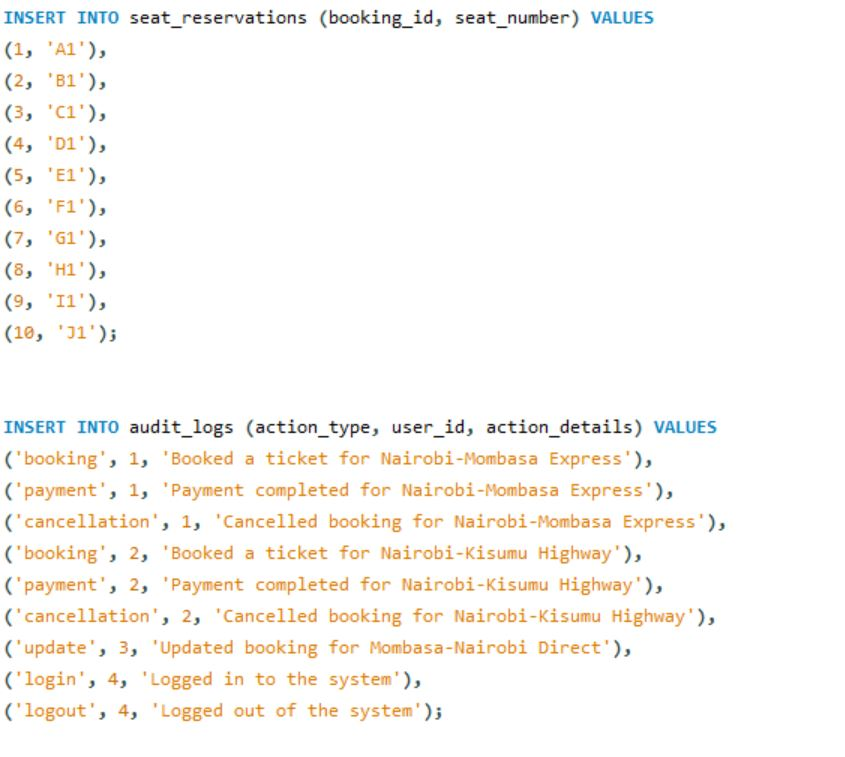 INSERT INTO seat_reservations (booking_id, seat_number) VALUES
(1, 'A1'),
(2, 'B1'),
(3, 'C1'),
(4, 'D1'),
(5, 'E1'),
(6, 'F1'),
(7, 'G1'),
(8, 'H1'),
(9, 'I1'),
(10, 'J1');
INSERT INTO audit_logs (action_type, user_id, action_details) VALUES
('booking', 1, 'Booked a ticket for Nairobi-Mombasa Express'),
('payment', 1, 'Payment completed for Nairobi-Mombasa Express'),
('cancellation', 1, 'Cancelled booking for Nairobi-Mombasa Express'),
('booking', 2, 'Booked a ticket for Nairobi-Kisumu Highway'),
('payment', 2, 'Payment completed for Nairobi-Kisumu Highway'),
('cancellation', 2, 'Cancelled booking for Nairobi-Kisumu Highway'),
('update', 3, 'Updated booking for Mombasa-Nairobi Direct'),
('login', 4, 'Logged in to the system'),
('logout', 4, 'Logged out of the system');